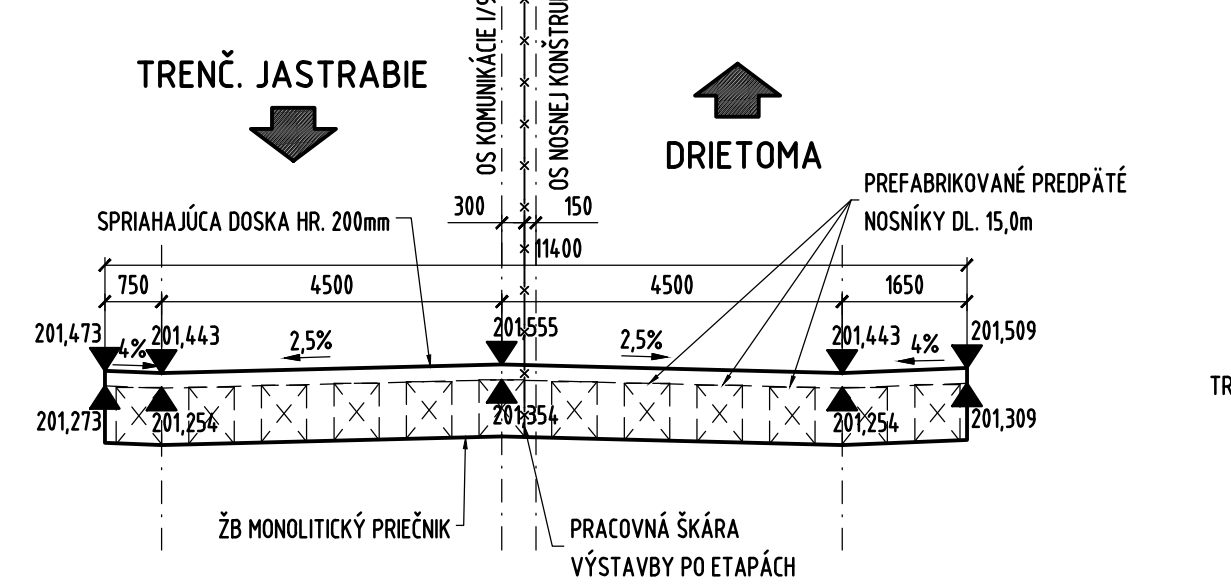 OS KOMUNIKÁCIE I/9
OS NOSNEJ KONŠTRU
TRENČ. JASTRABIE
DRIETOMA
PREFABRIKOVANÉ PREDPÄTÉ
NOSNÍKY DL. 15,0m
300
150
SPRIAHAJÚCA DOSKA HR. 200mm
11400
750
4500
4500
1650
201,473
4%
201,443
2,5%
201,555
2,5%
201,443
4%
201,509
201,273
201,254
201,354
201,254
201,309
TR
ŽB MONOLITICKÝ PRIEČNIK
PRACOVNÁ ŠKÁRA
VÝSTAVBY PO ETAPÁCH